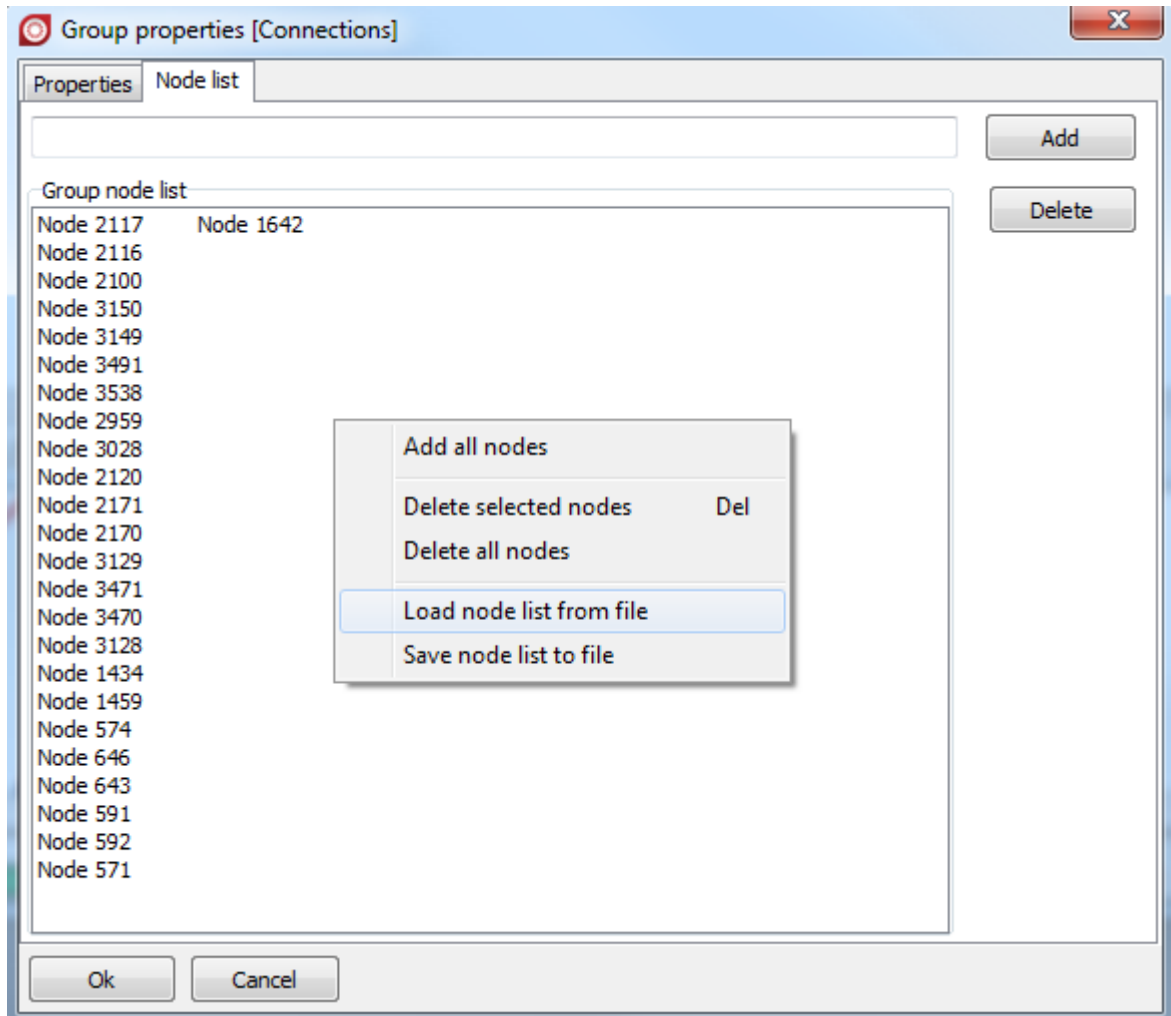 Group properties [Connections]
Properties Node list
Add
Group node list
Delete
Node 2117 Node 1642
Node 2116
Node 2100
Node 3150
Node 3149
Node 3491
Node 3538
Node 2959
Node 3028
Node 2120
Node 2171
Node 2170
Node 3129
Node 3471
Node 3470
Node 3128
Node 1434
Node 1459
Node 574
Node 646
Node 643
Node 591
Node 592
Node 571
Add all nodes
Delete selected nodes Del
Delete all nodes
Load node list from file
Save node list to file
Ok Cancel